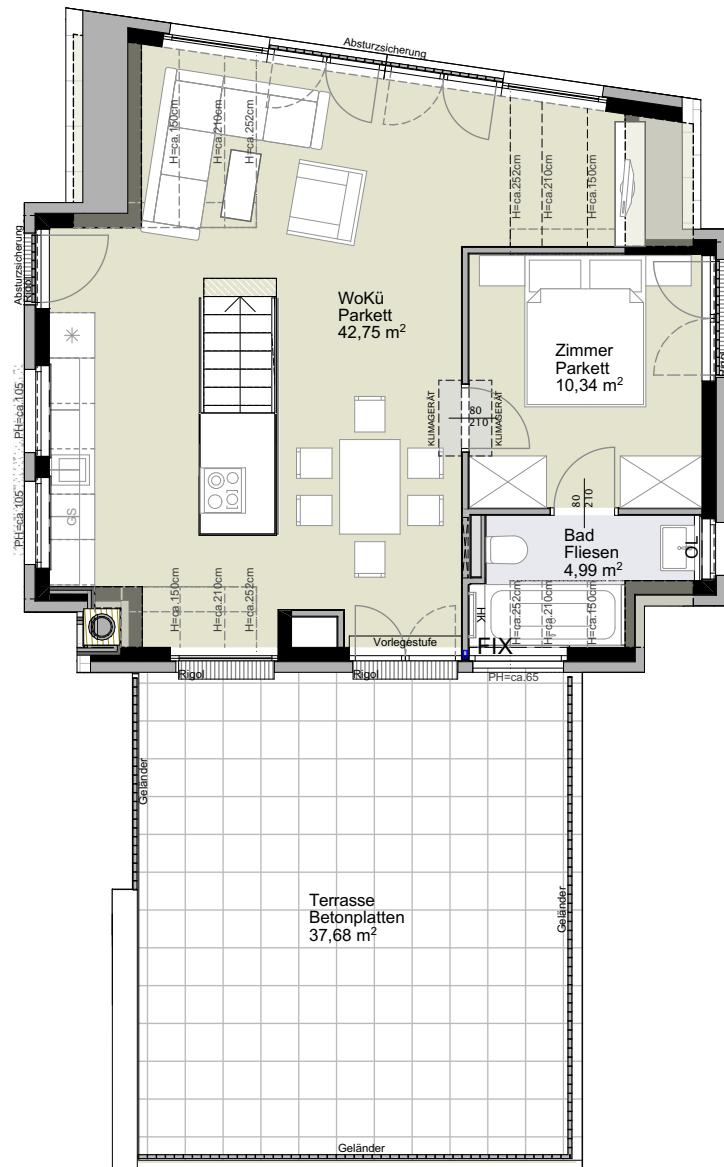 Absturzsicherung
H=ca.150cm
H=ca.210cm
H=ca.252cm
H=ca.252cm
H=ca.210cm
H=ca.150cm
Absturzsicherung
Rigol
WoKü
Parkett
42,75 m²
Zimmer
Parkett
10,34 m²
KLIMAGERÄT
80
210
KLIMAGERÄT
PH=ca.105
PH=ca.105
GS
80
210
Bad
Fliesen
4,99 m²
OL
H=ca.150cm
H=ca.210cm
H=ca.252cm
HK
H=ca.252cm
H=ca.210cm
H=ca.150cm
Vorlegestufe
FIX
Rigol
Rigol
PH=ca.65
Geländer
Terrasse
Betonplatten
37,68 m²
Geländer
Geländer